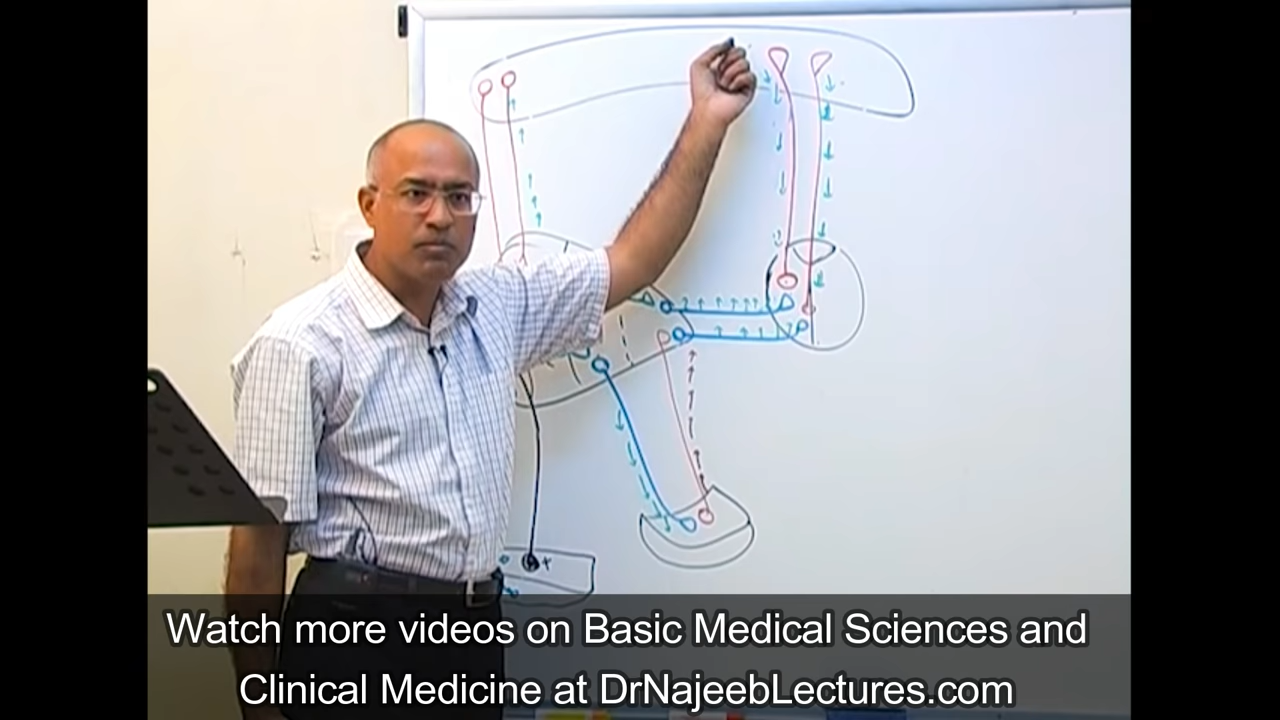 Watch more videos on Basic Medical Sciences and
Clinical Medicine at DrNajeebLectures.com